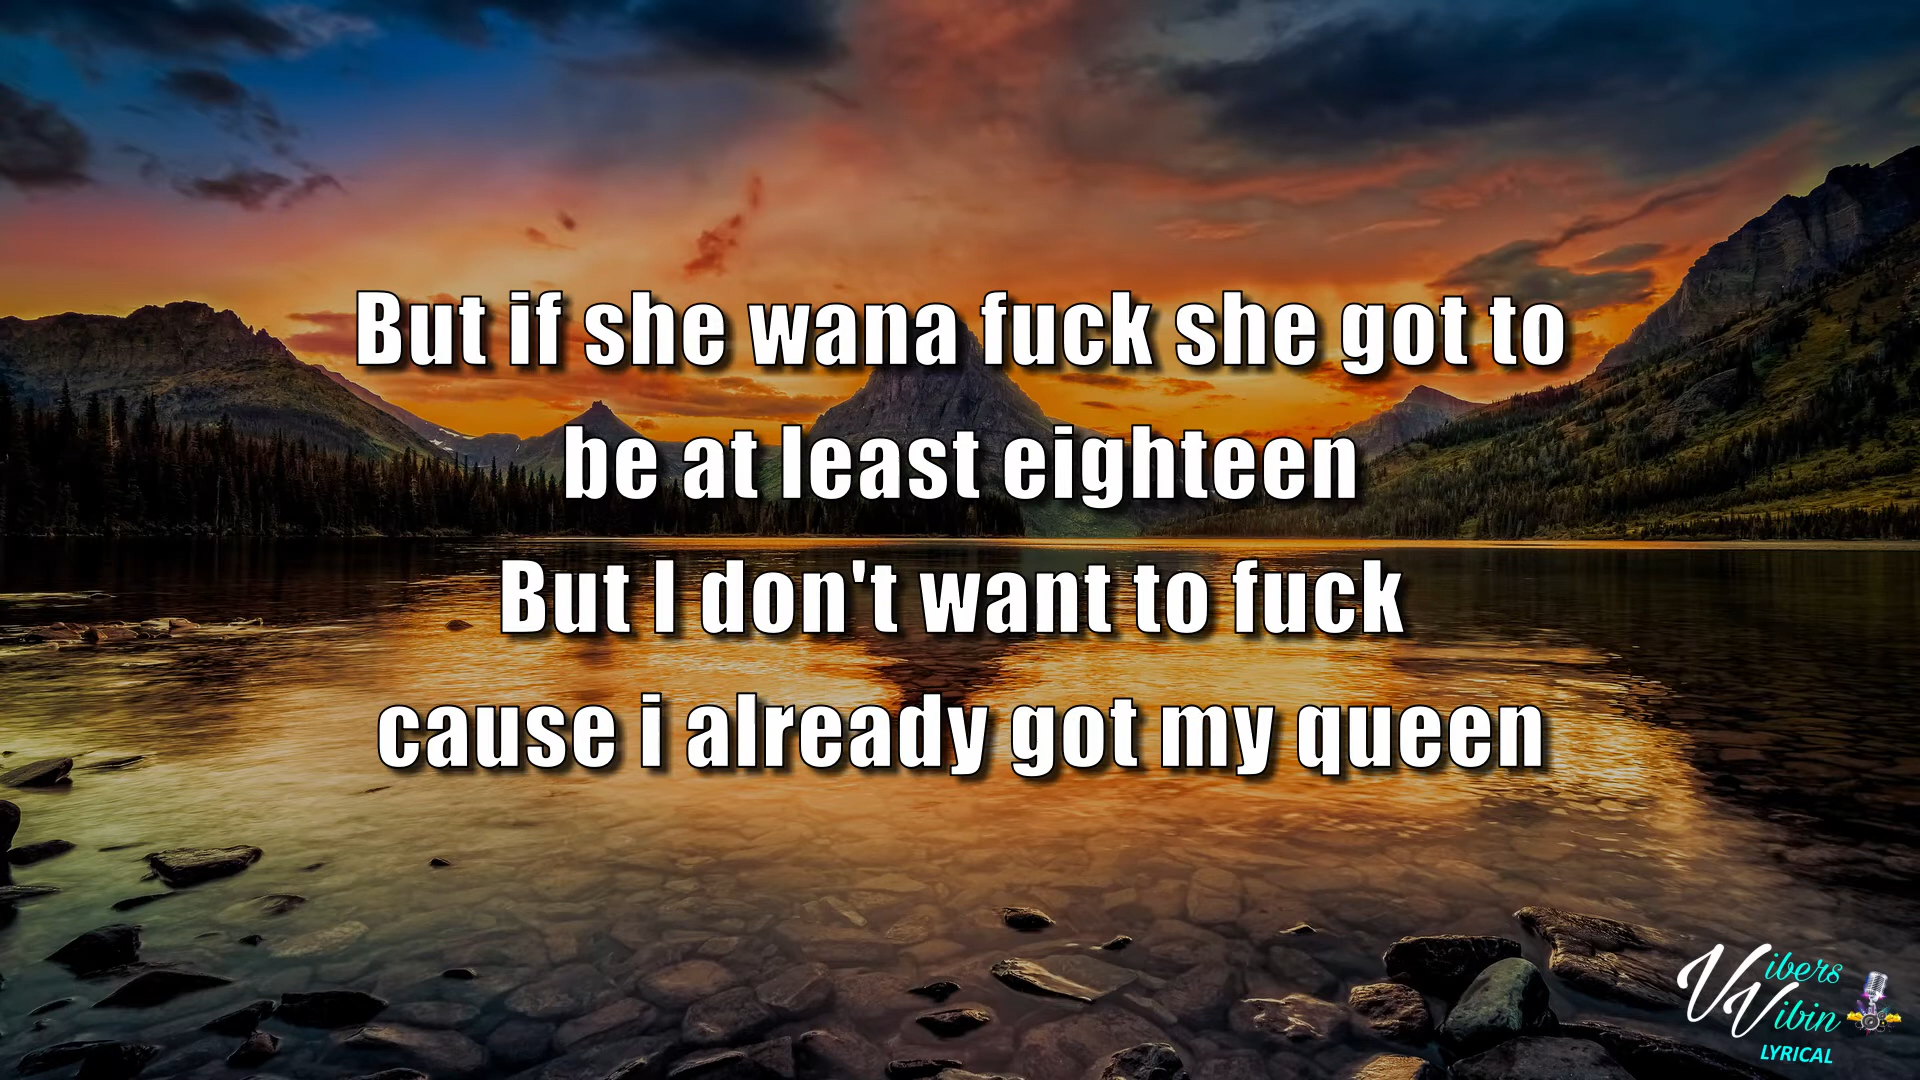 But if she wana fuck she got to
be at least eighteen
But I don't want to fuck
cause i already got my queen
Vibers
Vibin
LYRICAL